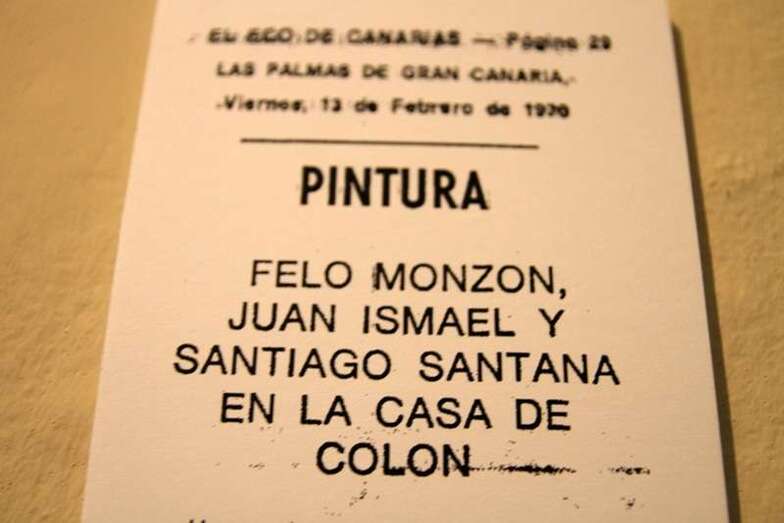 EL ECO DE CANARIAS — Página 29
LAS PALMAS DE GRAN CANARIA,
Viernes, 13 de Febrero de 1970
PINTURA
FELO MONZON,
JUAN ISMAEL Y
SANTIAGO SANTANA
EN LA CASA DE
COLON